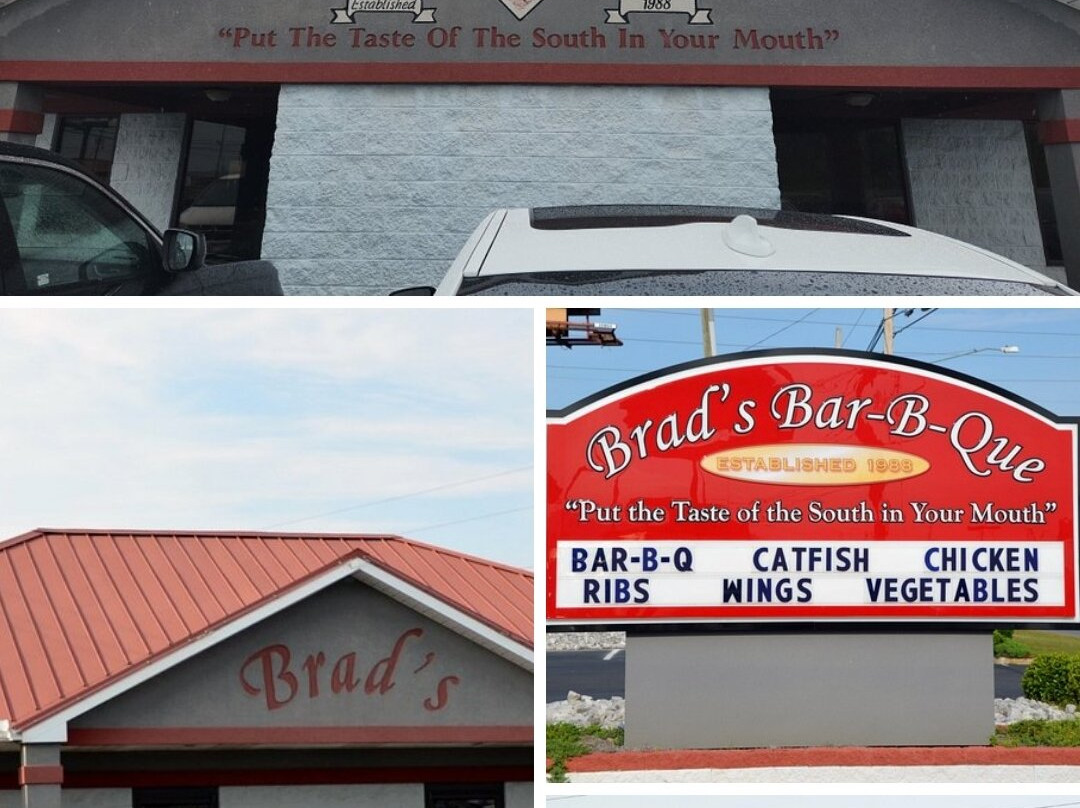 Established
1988
“Put The Taste Of The South In Your Mouth”
Brad's
Brad's Bar-B-Que
ESTABLISHED 1988
“Put the Taste of the South in Your Mouth”
BAR-B-Q CATFISH CHICKEN
RIBS WINGS VEGETABLES